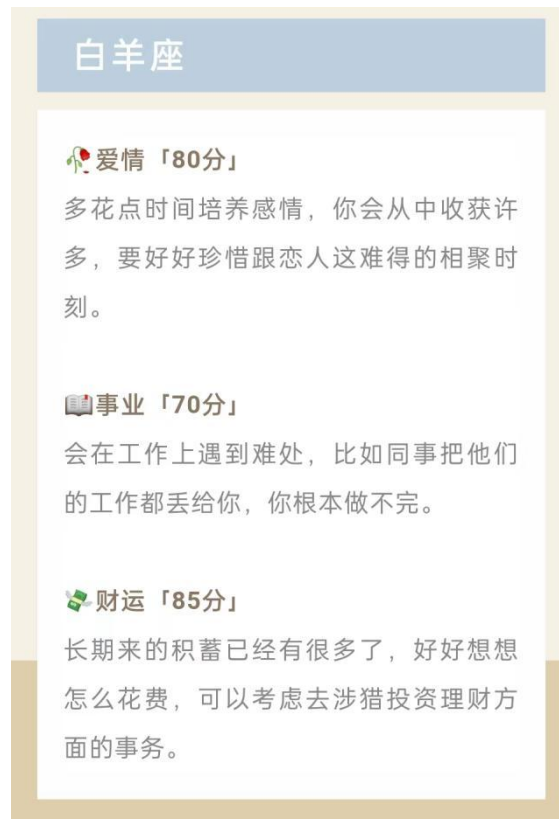 白羊座
🥀爱情「80分」
多花点时间培养感情，你会从中收获许
多，要好好珍惜跟恋人这难得的相聚时
刻。
📖事业「70分」
会在工作上遇到难处，比如同事把他们
的工作都丢给你，你根本做不完。
💸财运「85分」
长期来的积蓄已经有很多了，好好想想
怎么花费，可以考虑去涉猎投资理财方
面的事务。